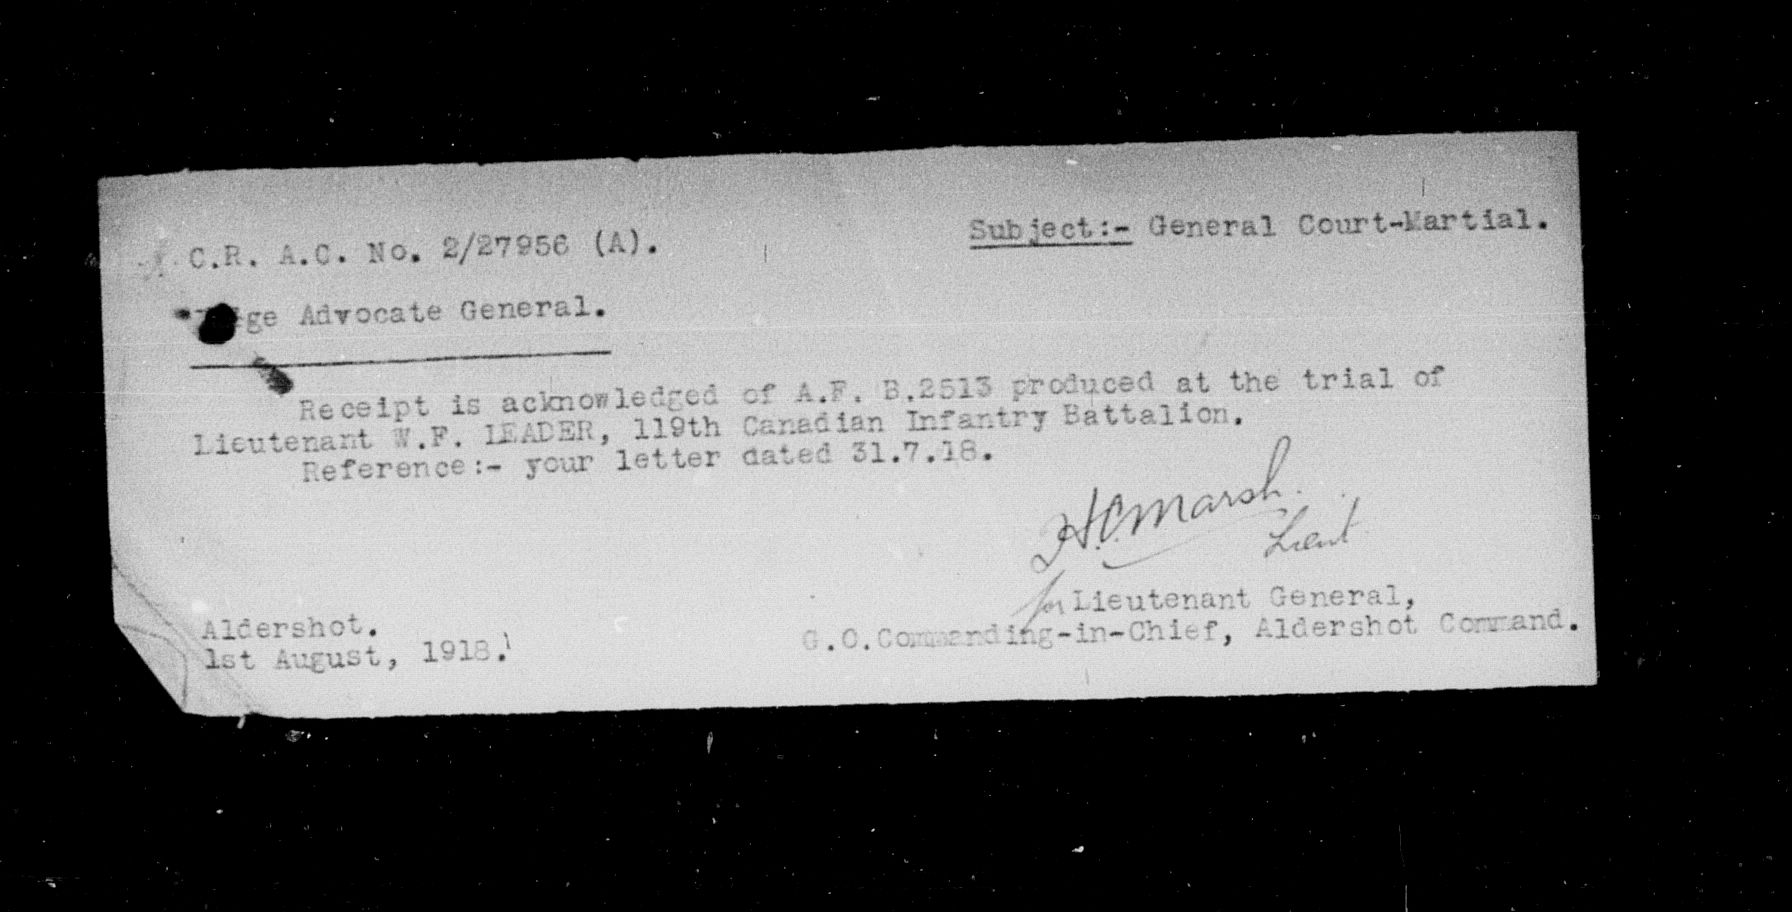 C.R. A.C. No. 2/27956 (A).
Subject:- General Court-Martial.
Advocate General.
Receipt is acknowledged of A.F. B.2513 produced at the trial of
Lieutenant W.F. LEADER, 119th Canadian Infantry Battalion.
Reference:- your letter dated 31.7.18.
H.C. Marsh.
Lieut
for Lieutenant General,
G.O.Commanding-in-Chief, Aldershot Command.
Aldershot.
1st August, 1918.